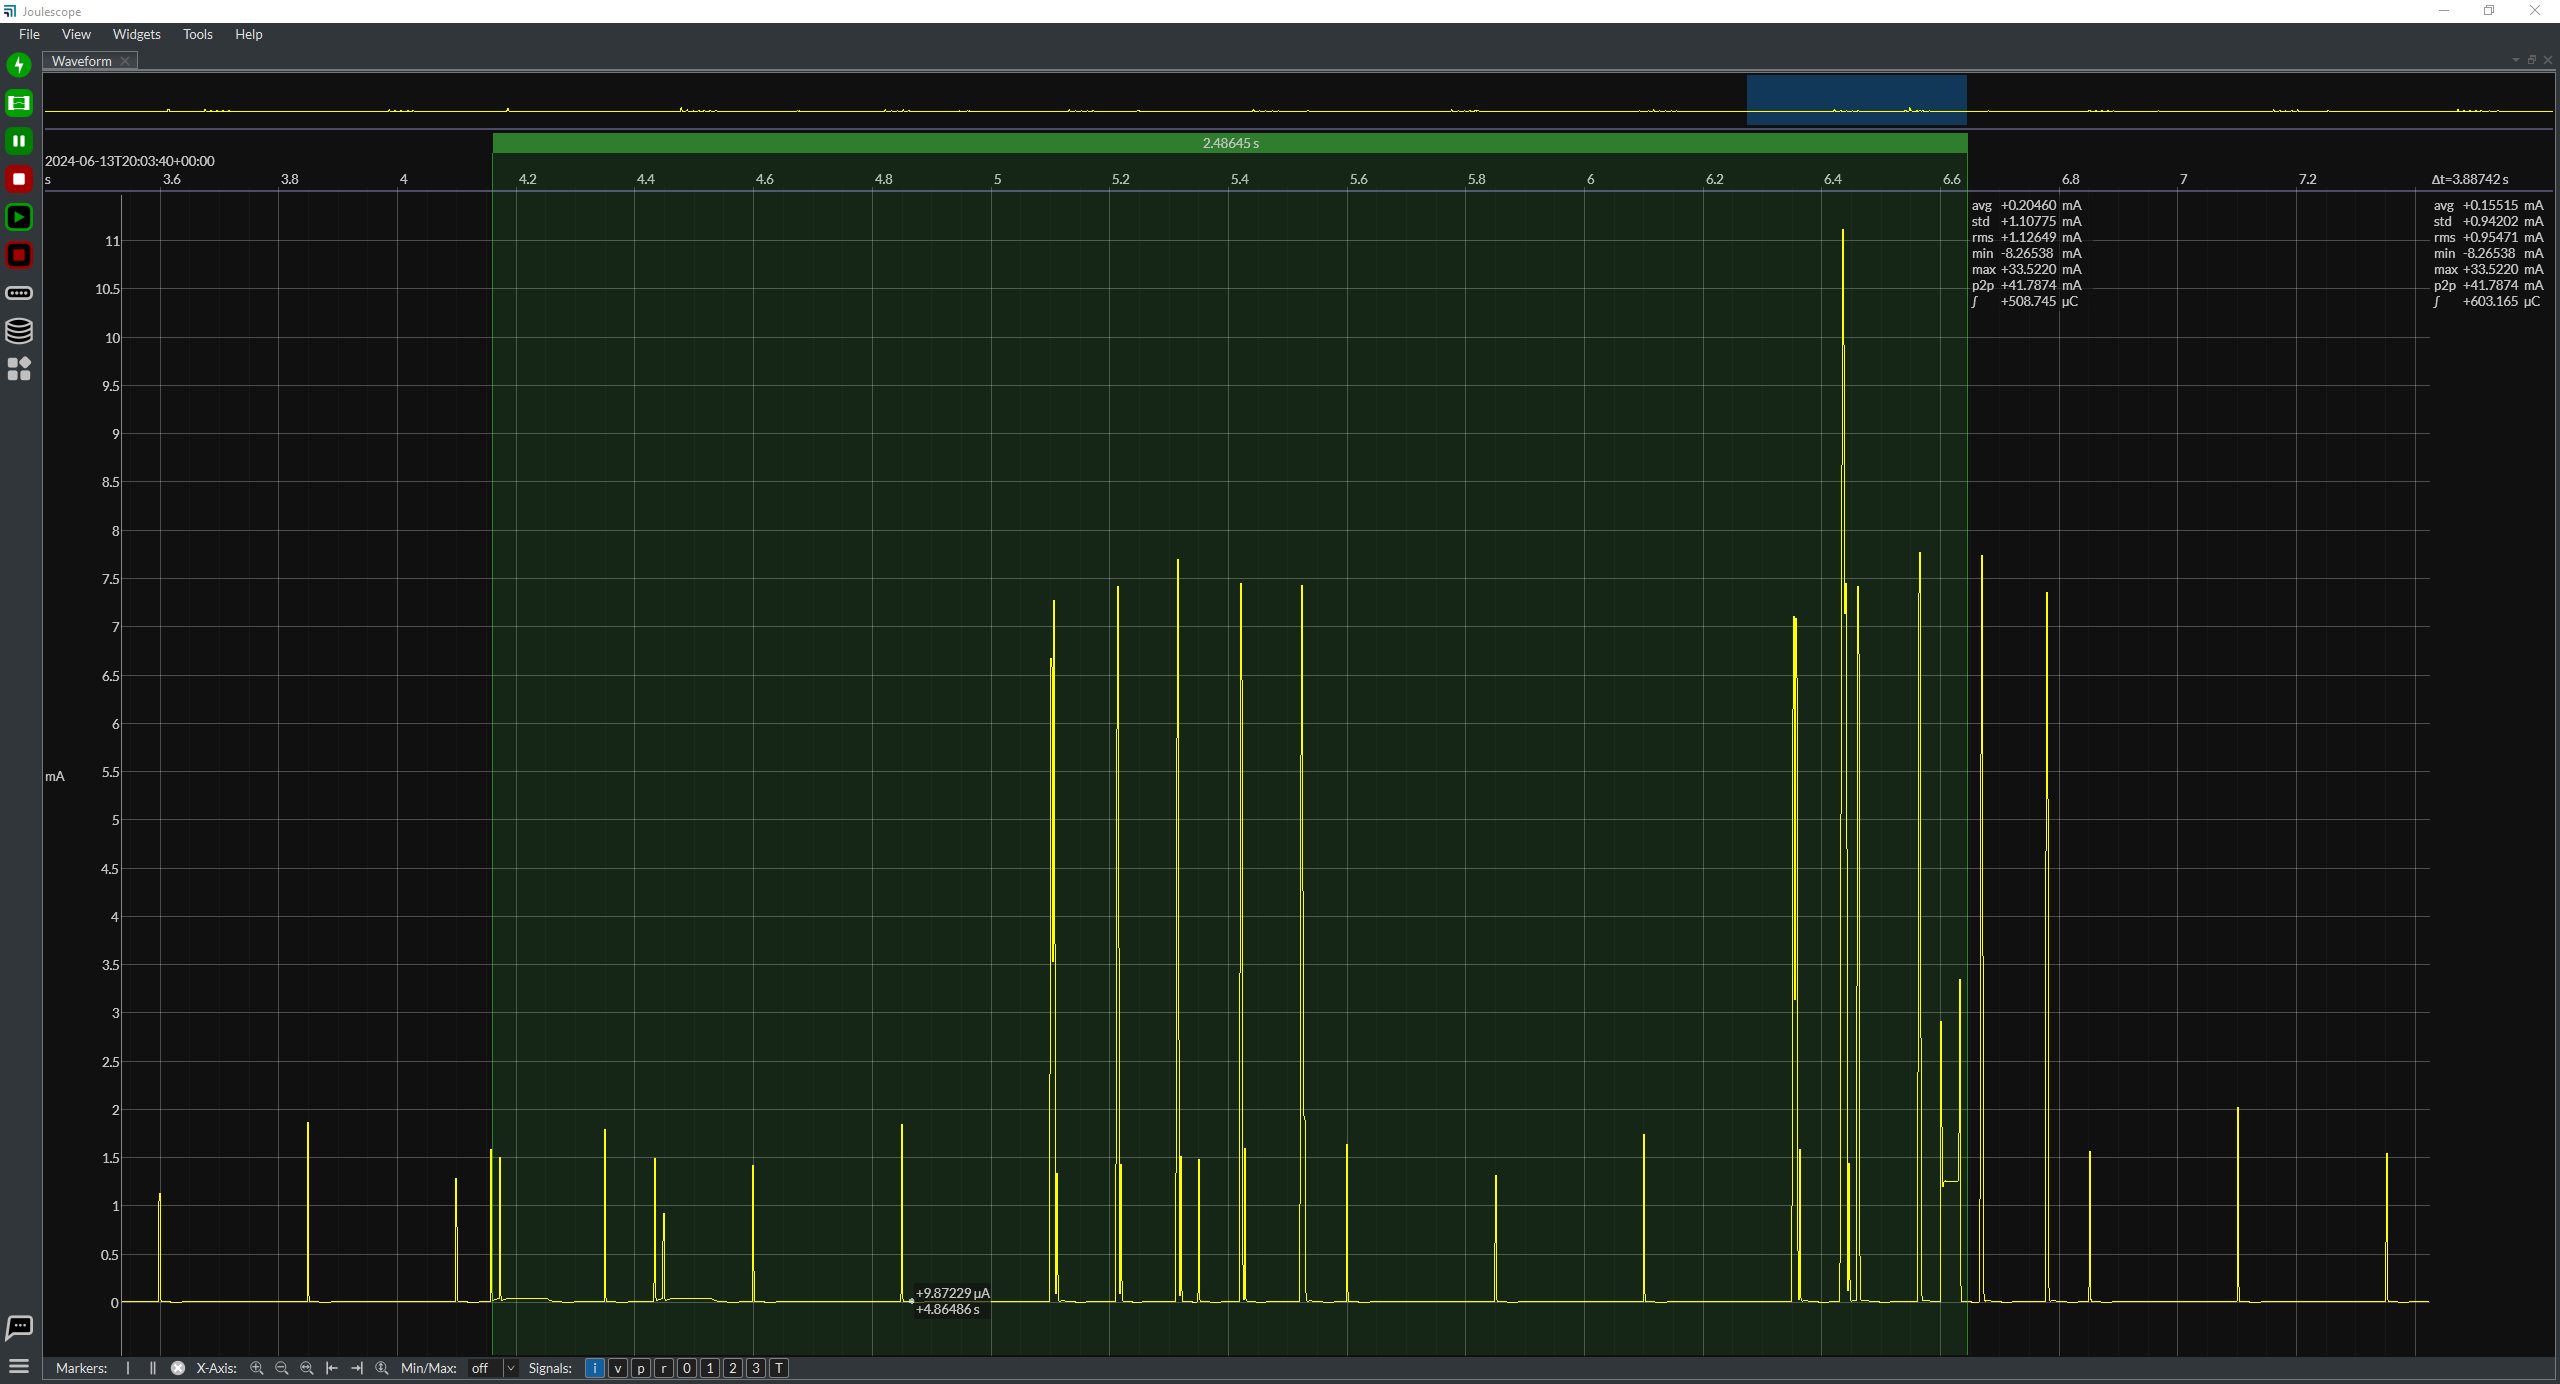 Joulescope
File View Widgets Tools Help
Waveform
2.48645 s
2024-06-13T20:03:40+00:00
s 3.6 3.8 4 4.2 4.4 4.6 4.8 5 5.2 5.4 5.6 5.8 6 6.2 6.4 6.6 6.8 7 7.2 Δt=3.88742 s
avg +0.20460 mA
std +1.10775 mA
rms +1.12649 mA
min -8.26538 mA
max +33.5220 mA
p2p +41.7874 mA
∫ +508.745 µC
avg +0.15515 mA
std +0.94202 mA
rms +0.95471 mA
min -8.26538 mA
max +33.5220 mA
p2p +41.7874 mA
∫ +603.165 µC
11
10.5
10
9.5
9
8.5
8
7.5
7
6.5
6
mA
5.5
5
4.5
4
3.5
3
2.5
2
1.5
1
0.5
0
+9.87229 µA
+4.86486 s
Markers: X-Axis: Min/Max: off Signals: i v p r 0 1 2 3 T